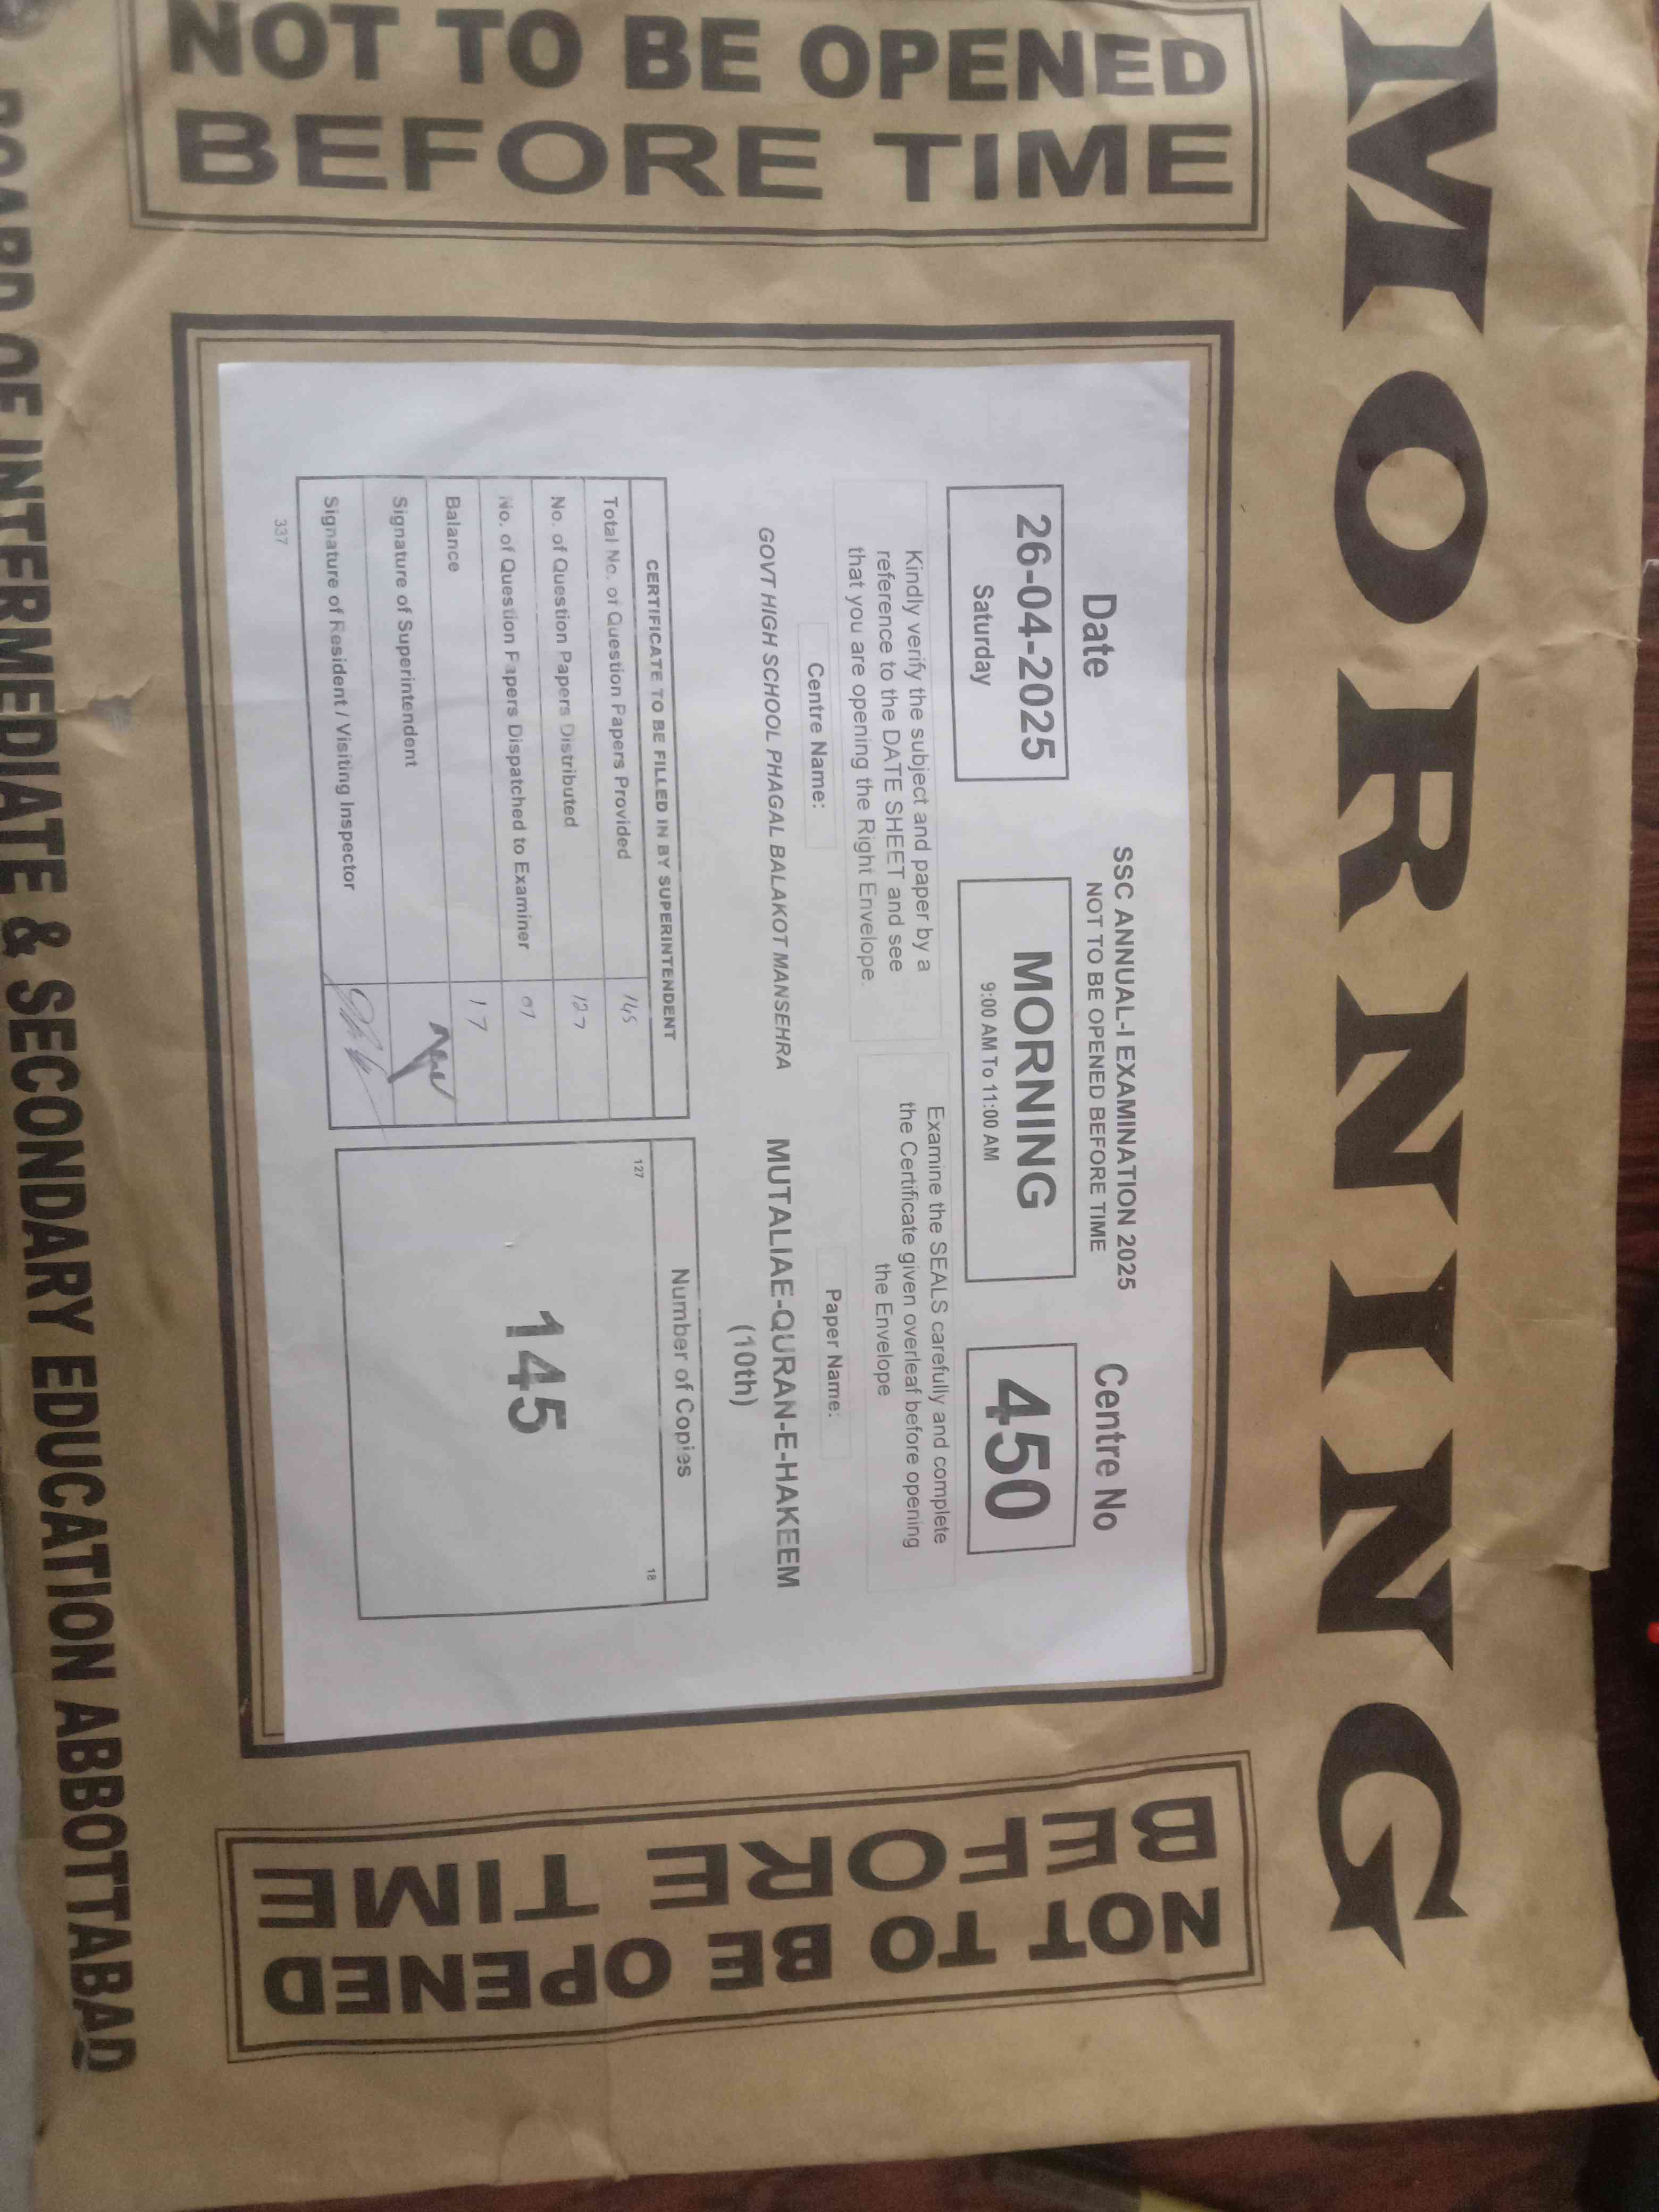 MORNING
NOT TO BE OPENED
BEFORE TIME
SSC ANNUAL-I EXAMINATION 2025
NOT TO BE OPENED BEFORE TIME
Date
26-04-2025
Saturday
MORNING
9:00 AM To 11:00 AM
Centre No
450
Kindly verify the subject and paper by a
reference to the DATE SHEET and see
that you are opening the Right Envelope.
Examine the SEALS carefully and complete
the Certificate given overleaf before opening
the Envelope
Centre Name:
Paper Name:
GOVT HIGH SCHOOL PHAGAL BALAKOT MANSEHRA
MUTALIAE-QURAN-E-HAKEEM
(10th)
CERTIFICATE TO BE FILLED IN BY SUPERINTENDENT
Total No. of Question Papers Provided 145
No. of Question Papers Distributed 127
No. of Question Papers Dispatched to Examiner 01
Balance 17
Signature of Superintendent
Signature of Resident / Visiting Inspector
337
Number of Copies
127
18
145
NOT TO BE OPENED
BEFORE TIME
BOARD OF INTERMEDIATE & SECONDARY EDUCATION ABBOTTABAD